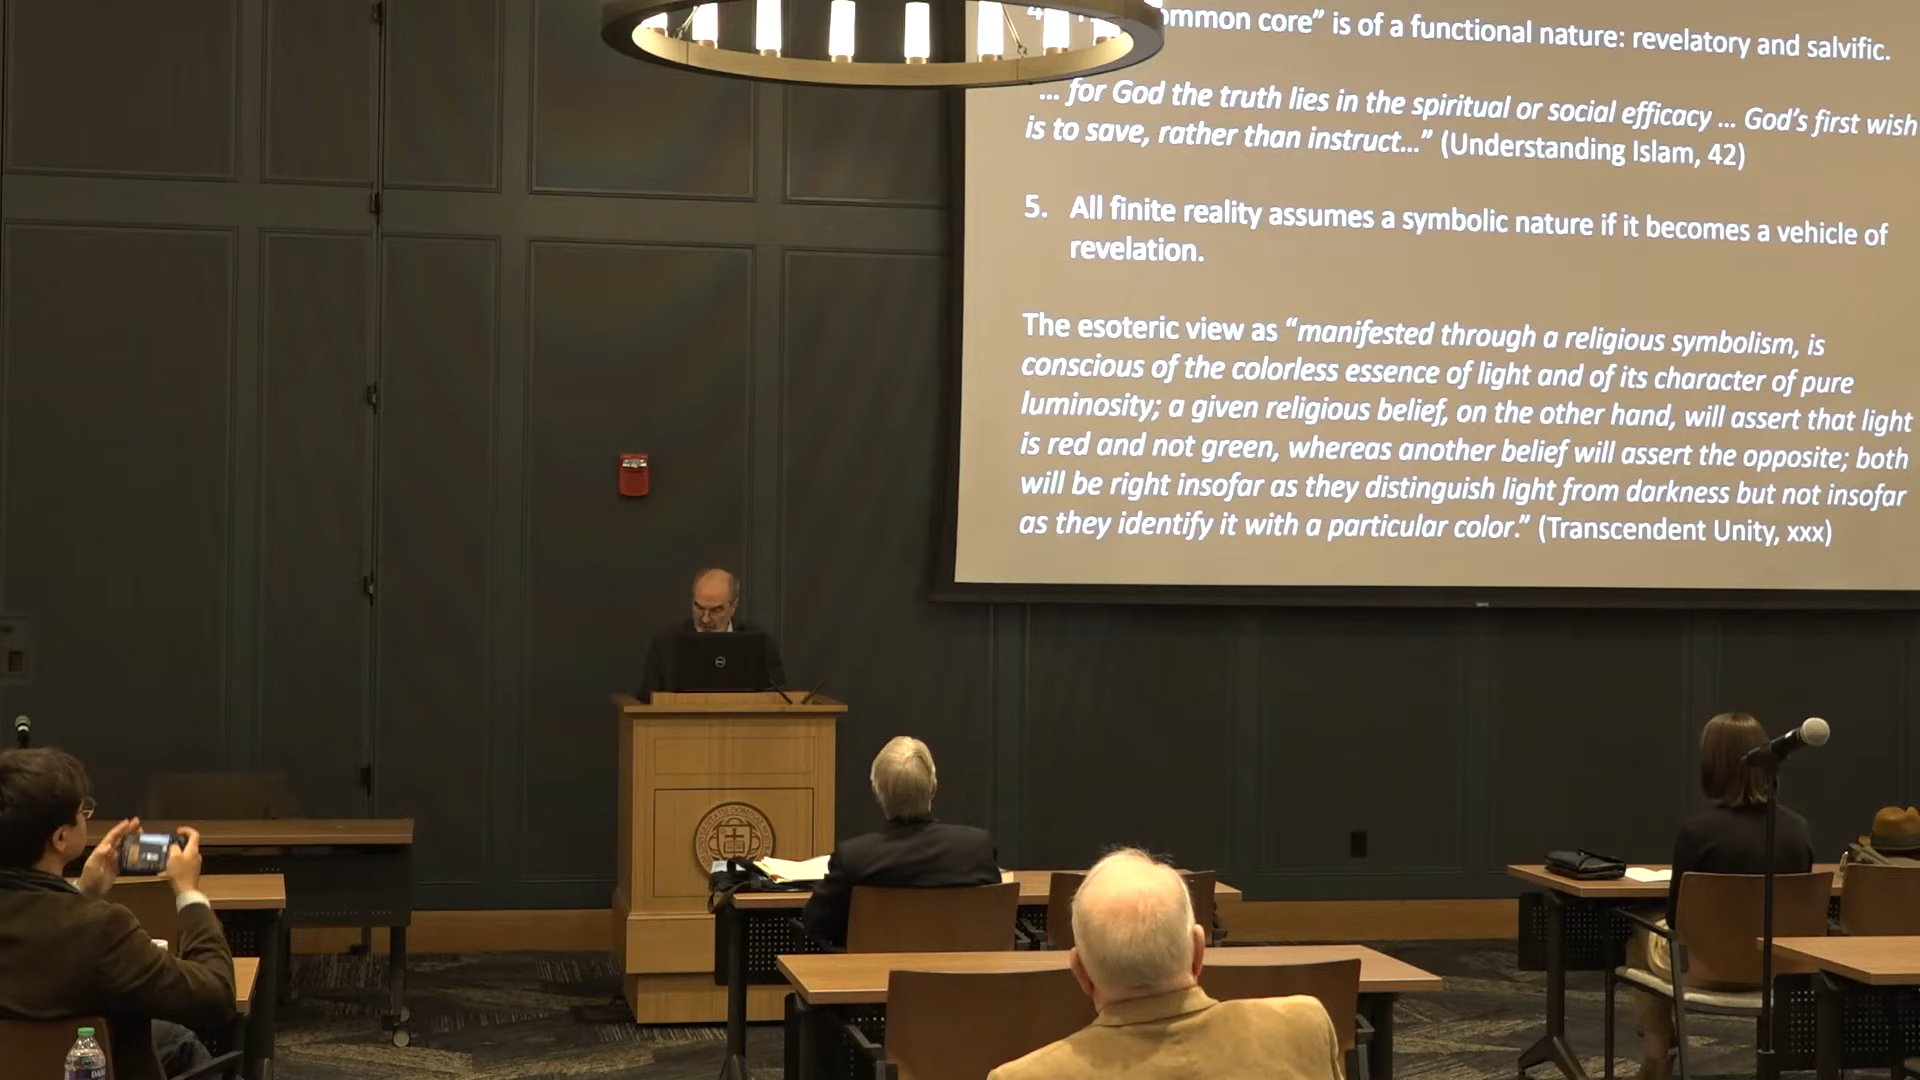 ommon core” is of a functional nature: revelatory and salvific.
“… for God the truth lies in the spiritual or social efficacy … God’s first wish
is to save, rather than instruct…” (Understanding Islam, 42)
5. All finite reality assumes a symbolic nature if it becomes a vehicle of
revelation.
The esoteric view as “manifested through a religious symbolism, is
conscious of the colorless essence of light and of its character of pure
luminosity; a given religious belief, on the other hand, will assert that light
is red and not green, whereas another belief will assert the opposite; both
will be right insofar as they distinguish light from darkness but not insofar
as they identify it with a particular color.” (Transcendent Unity, xxx)
DELL